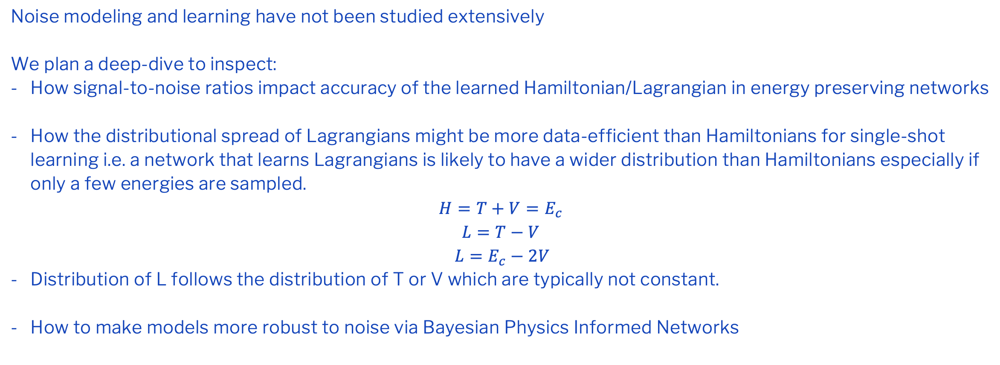 Noise modeling and learning have not been studied extensively
We plan a deep-dive to inspect:
- How signal-to-noise ratios impact accuracy of the learned Hamiltonian/Lagrangian in energy preserving networks
- How the distributional spread of Lagrangians might be more data-efficient than Hamiltonians for single-shot
learning i.e. a network that learns Lagrangians is likely to have a wider distribution than Hamiltonians especially if
only a few energies are sampled.
H = T + V = E_c
L = T − V
L = E_c − 2V
- Distribution of L follows the distribution of T or V which are typically not constant.
- How to make models more robust to noise via Bayesian Physics Informed Networks